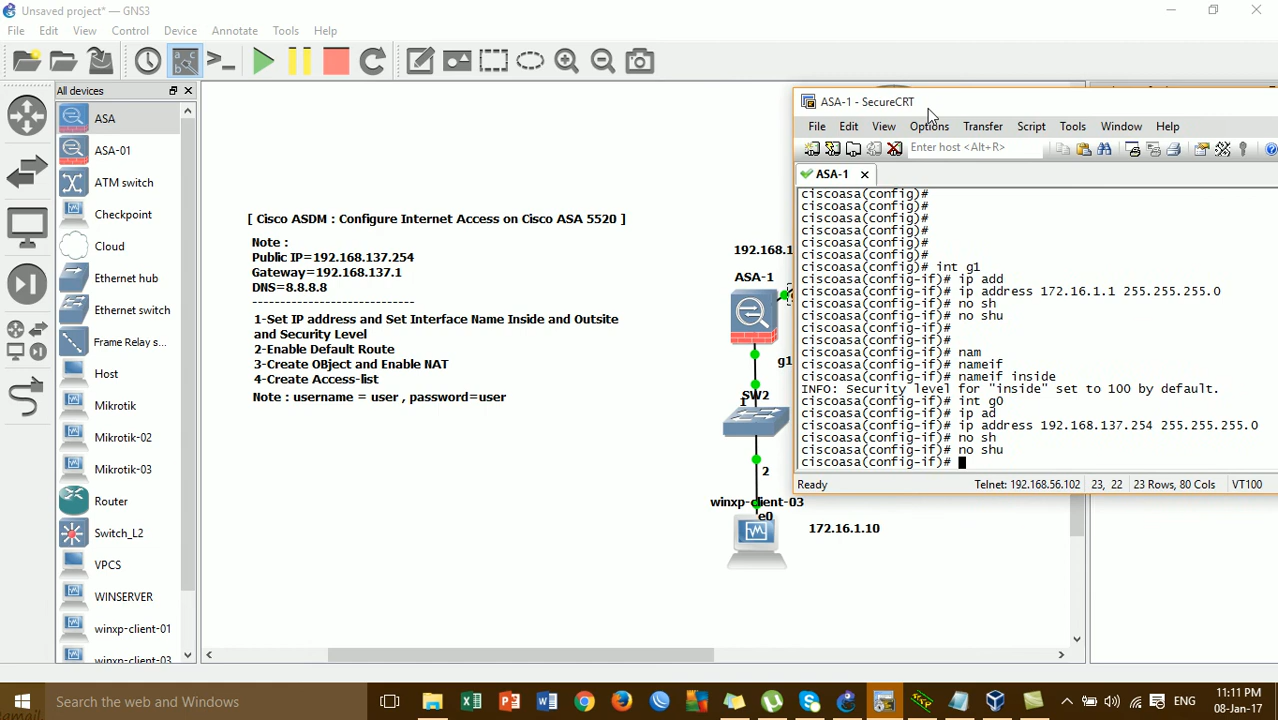 Unsaved project* — GNS3
File Edit View Control Device Annotate Tools Help
All devices
ASA
ASA-01
ATM switch
Checkpoint
Cloud
Ethernet hub
Ethernet switch
Frame Relay s...
Host
Mikrotik
Mikrotik-02
Mikrotik-03
Router
Switch_L2
VPCS
WINSERVER
winxp-client-01
winxp-client-03
[ Cisco ASDM : Configure Internet Access on Cisco ASA 5520 ]
Note :
Public IP=192.168.137.254
Gateway=192.168.137.1
DNS=8.8.8.8
-----------------------------
1-Set IP address and Set Interface Name Inside and Outsite
and Security Level
2-Enable Default Route
3-Create OBject and Enable NAT
4-Create Access-list
Note : username = user , password=user
192.168.1
ASA-1
g1
SW2
1
2
winxp-client-03
e0
172.16.1.10
ASA-1 - SecureCRT
File Edit View Options Transfer Script Tools Window Help
Enter host <Alt+R>
ASA-1
ciscoasa(config)#
ciscoasa(config)#
ciscoasa(config)#
ciscoasa(config)#
ciscoasa(config)#
ciscoasa(config)#
ciscoasa(config)# int g1
ciscoasa(config-if)# ip add
ciscoasa(config-if)# ip address 172.16.1.1 255.255.255.0
ciscoasa(config-if)# no sh
ciscoasa(config-if)# no shu
ciscoasa(config-if)#
ciscoasa(config-if)#
ciscoasa(config-if)# nam
ciscoasa(config-if)# nameif
ciscoasa(config-if)# nameif inside
INFO: Security level for "inside" set to 100 by default.
ciscoasa(config-if)# int g0
ciscoasa(config-if)# ip ad
ciscoasa(config-if)# ip address 192.168.137.254 255.255.255.0
ciscoasa(config-if)# no sh
ciscoasa(config-if)# no shu
ciscoasa(config-if)#
Ready Telnet: 192.168.56.102 23, 22 23 Rows, 80 Cols VT100
Search the web and Windows
ENG
11:11 PM
08-Jan-17